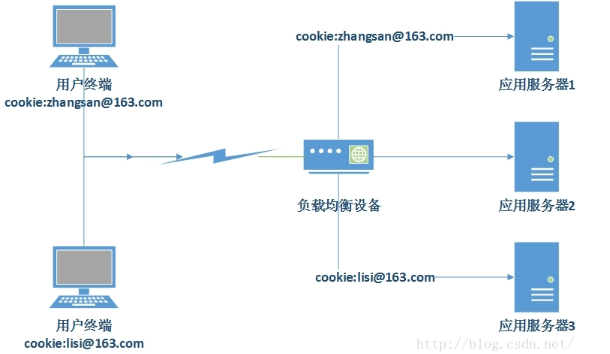 用户终端
cookie:zhangsan@163.com
cookie:zhangsan@163.com
应用服务器1
负载均衡设备
应用服务器2
用户终端
cookie:lisi@163.com
cookie:lisi@163.com
应用服务器3
http://blog.csdn.net/